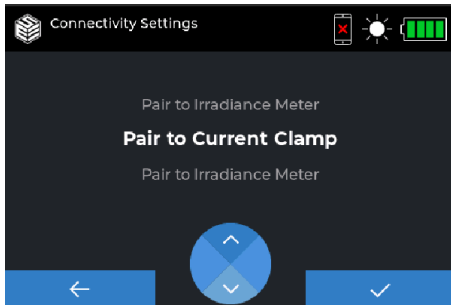 Connectivity Settings
Pair to Irradiance Meter
Pair to Current Clamp
Pair to Irradiance Meter